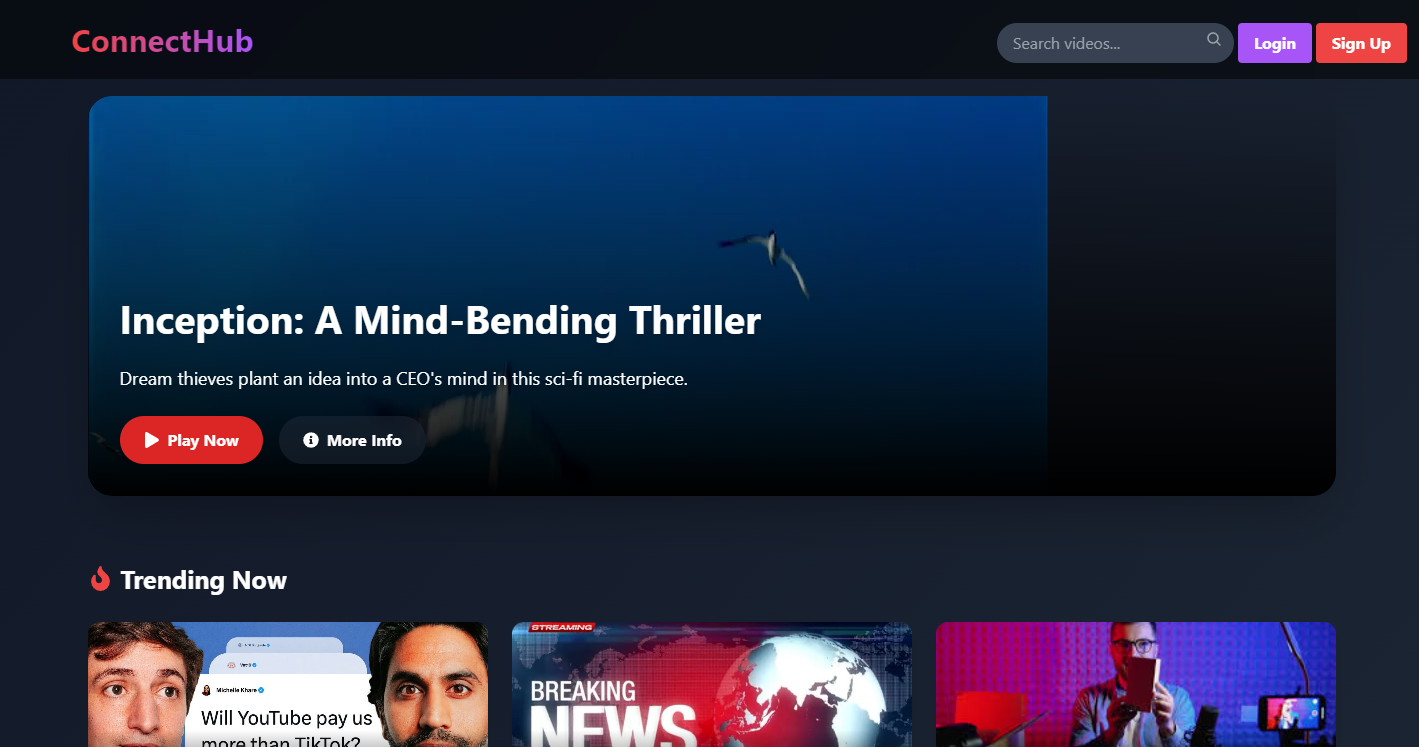 ConnectHub
Search videos...
Login
Sign Up
Inception: A Mind-Bending Thriller
Dream thieves plant an idea into a CEO's mind in this sci-fi masterpiece.
Play Now
More Info
Trending Now
Michelle Khare
Will YouTube pay us
more than TikTok?
STREAMING
BREAKING
NEWS